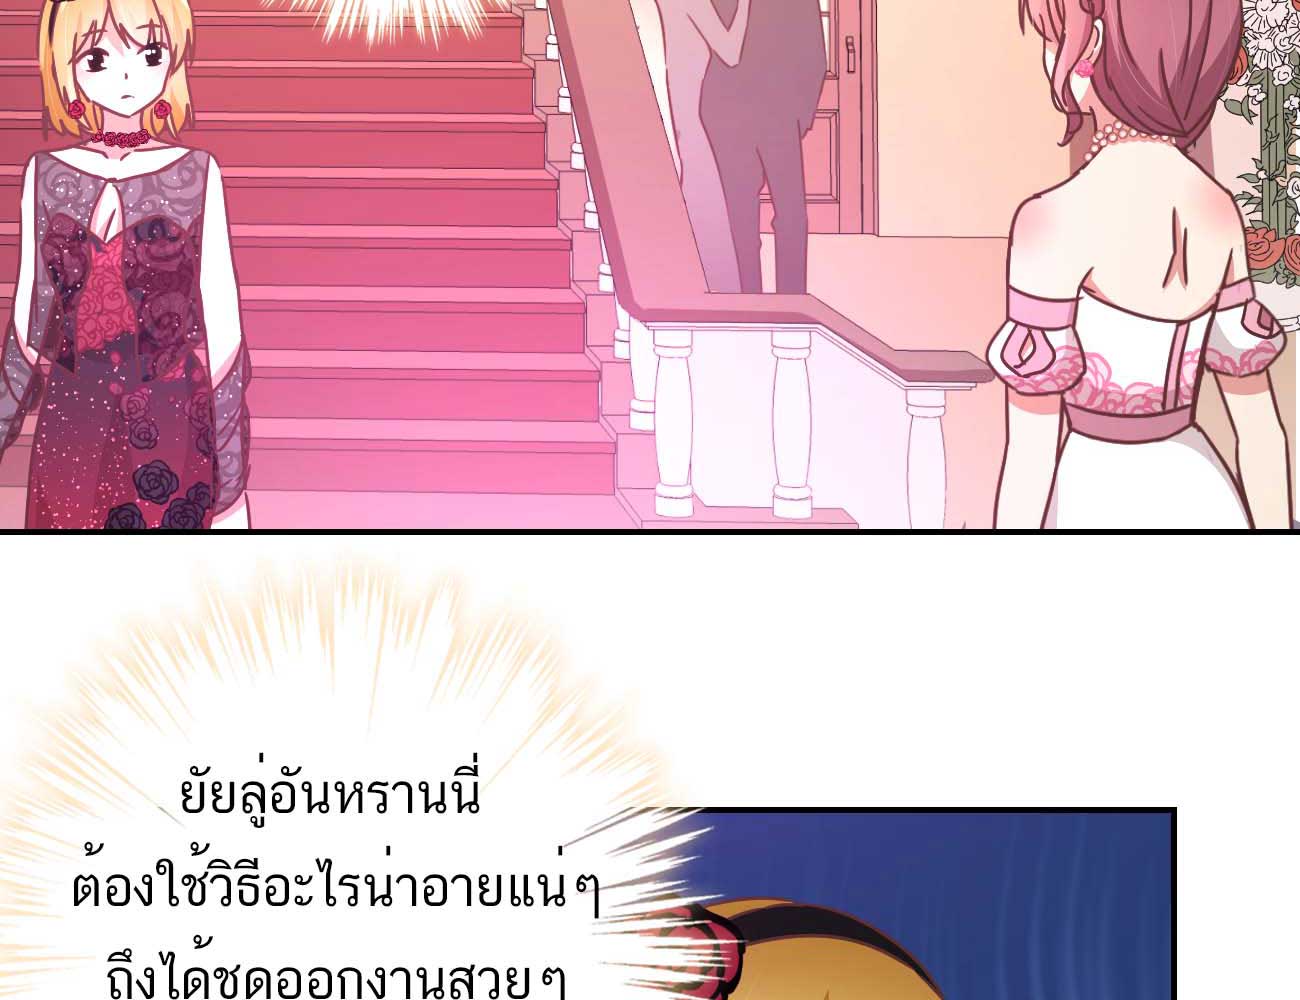 ยัยลู่อันหรานนี่
ต้องใช้วิธีอะไรน่าอายแน่ๆ
ถึงได้ชุดออกงานสวยๆ